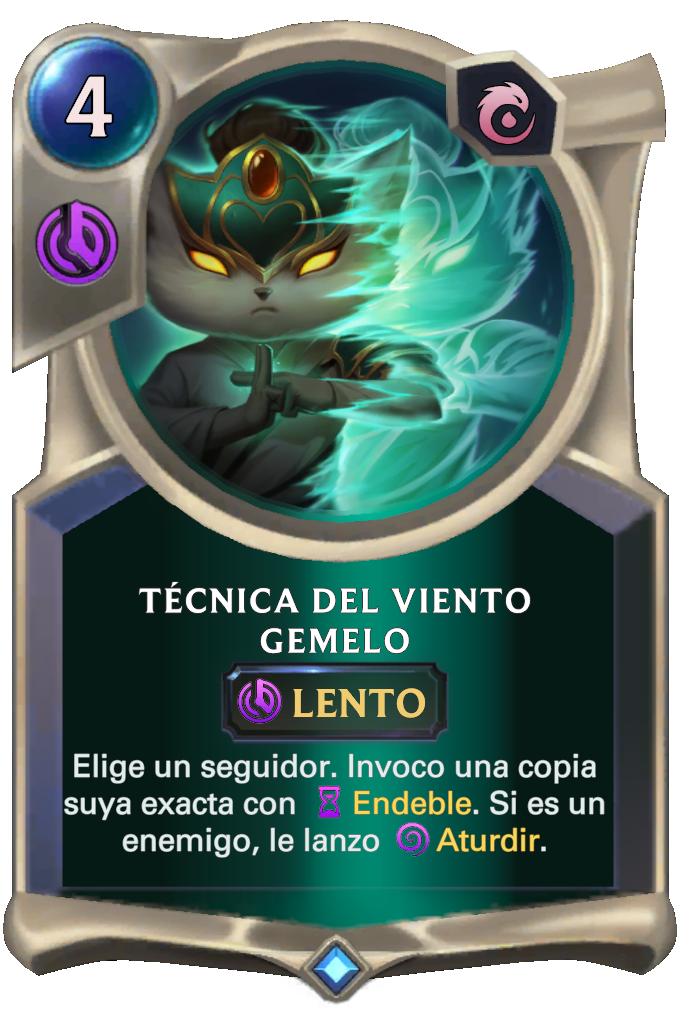 4
TÉCNICA DEL VIENTO
GEMELO
LENTO
Elige un seguidor. Invoco una copia
suya exacta con Endeble. Si es un
enemigo, le lanzo Aturdir.